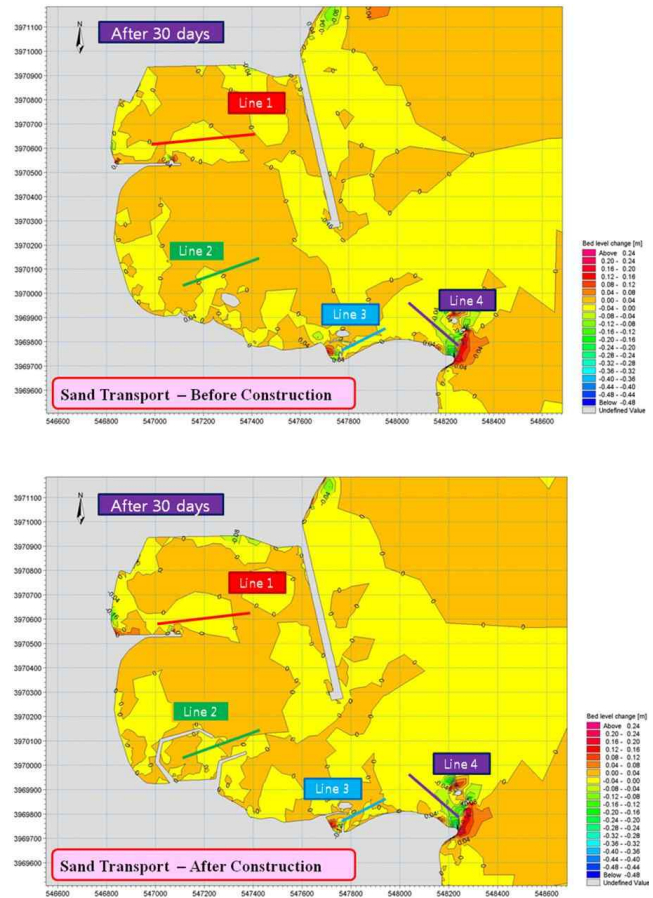 After 30 days
N
Line 1
Line 2
Line 3
Line 4
Sand Transport – Before Construction
3971100
3970900
3970800
3970700
3970600
3970500
3970400
3970300
3970200
3970100
3970000
3969900
3969800
3969700
3969600
546600 546800 547000 547200 547400 547600 547800 548000 548200 548400 548600
Bed level change [m]
Above 0.24
0.20 - 0.24
0.16 - 0.20
0.12 - 0.16
0.08 - 0.12
0.04 - 0.08
0.00 - 0.04
-0.04 - 0.00
-0.08 - -0.04
-0.12 - -0.08
-0.16 - -0.12
-0.20 - -0.16
-0.24 - -0.20
-0.28 - -0.24
-0.32 - -0.28
-0.36 - -0.32
-0.40 - -0.36
-0.44 - -0.40
-0.48 - -0.44
Below -0.48
Undefined Value
After 30 days
N
Line 1
Line 2
Line 3
Line 4
Sand Transport – After Construction
3971100
3970900
3970800
3970700
3970600
3970500
3970400
3970300
3970200
3970100
3970000
3969900
3969800
3969700
3969600
546600 546800 547000 547200 547400 547600 547800 548000 548200 548400 548600
Bed level change [m]
Above 0.24
0.20 - 0.24
0.16 - 0.20
0.12 - 0.16
0.08 - 0.12
0.04 - 0.08
0.00 - 0.04
-0.04 - 0.00
-0.08 - -0.04
-0.12 - -0.08
-0.16 - -0.12
-0.20 - -0.16
-0.24 - -0.20
-0.28 - -0.24
-0.32 - -0.28
-0.36 - -0.32
-0.40 - -0.36
-0.44 - -0.40
-0.48 - -0.44
Below -0.48
Undefined Value